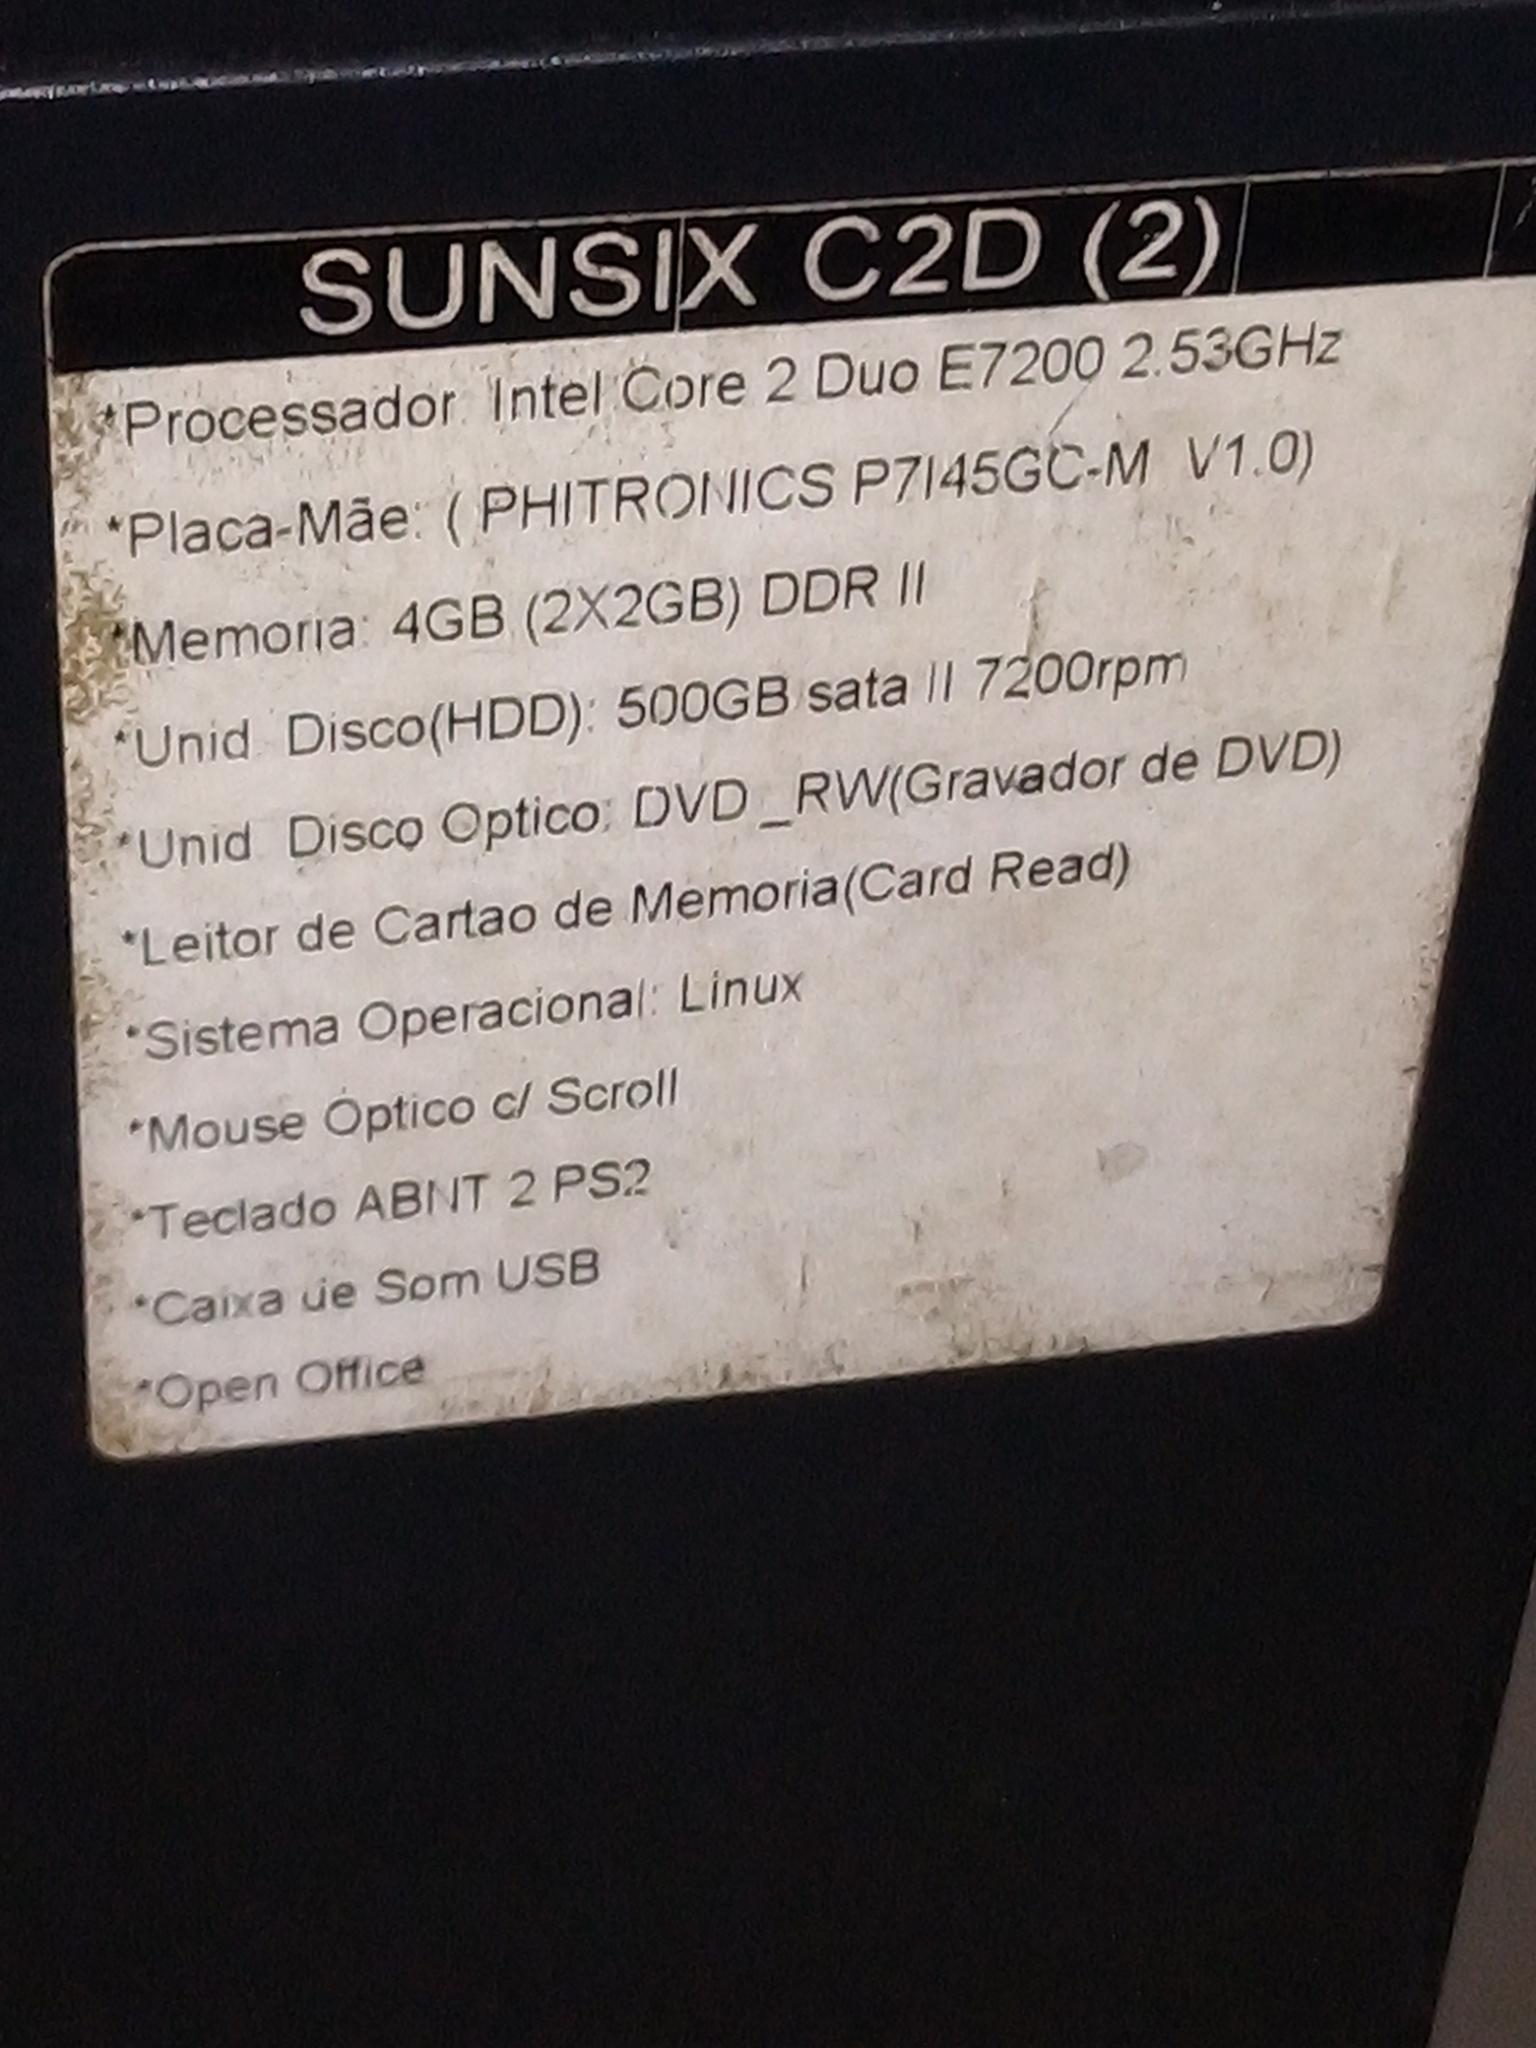 SUNSIX C2D (2)
*Processador: Intel Core 2 Duo E7200 2.53GHz
*Placa-Mãe: ( PHITRONICS P7I45GC-M V1.0)
*Memoria: 4GB (2X2GB) DDR II
*Unid Disco(HDD): 500GB sata II 7200rpm
*Unid Disco Optico: DVD_RW(Gravador de DVD)
*Leitor de Cartao de Memoria(Card Read)
*Sistema Operacional: Linux
*Mouse Óptico c/ Scroll
*Teclado ABNT 2 PS2
*Caixa de Som USB
*Open Office